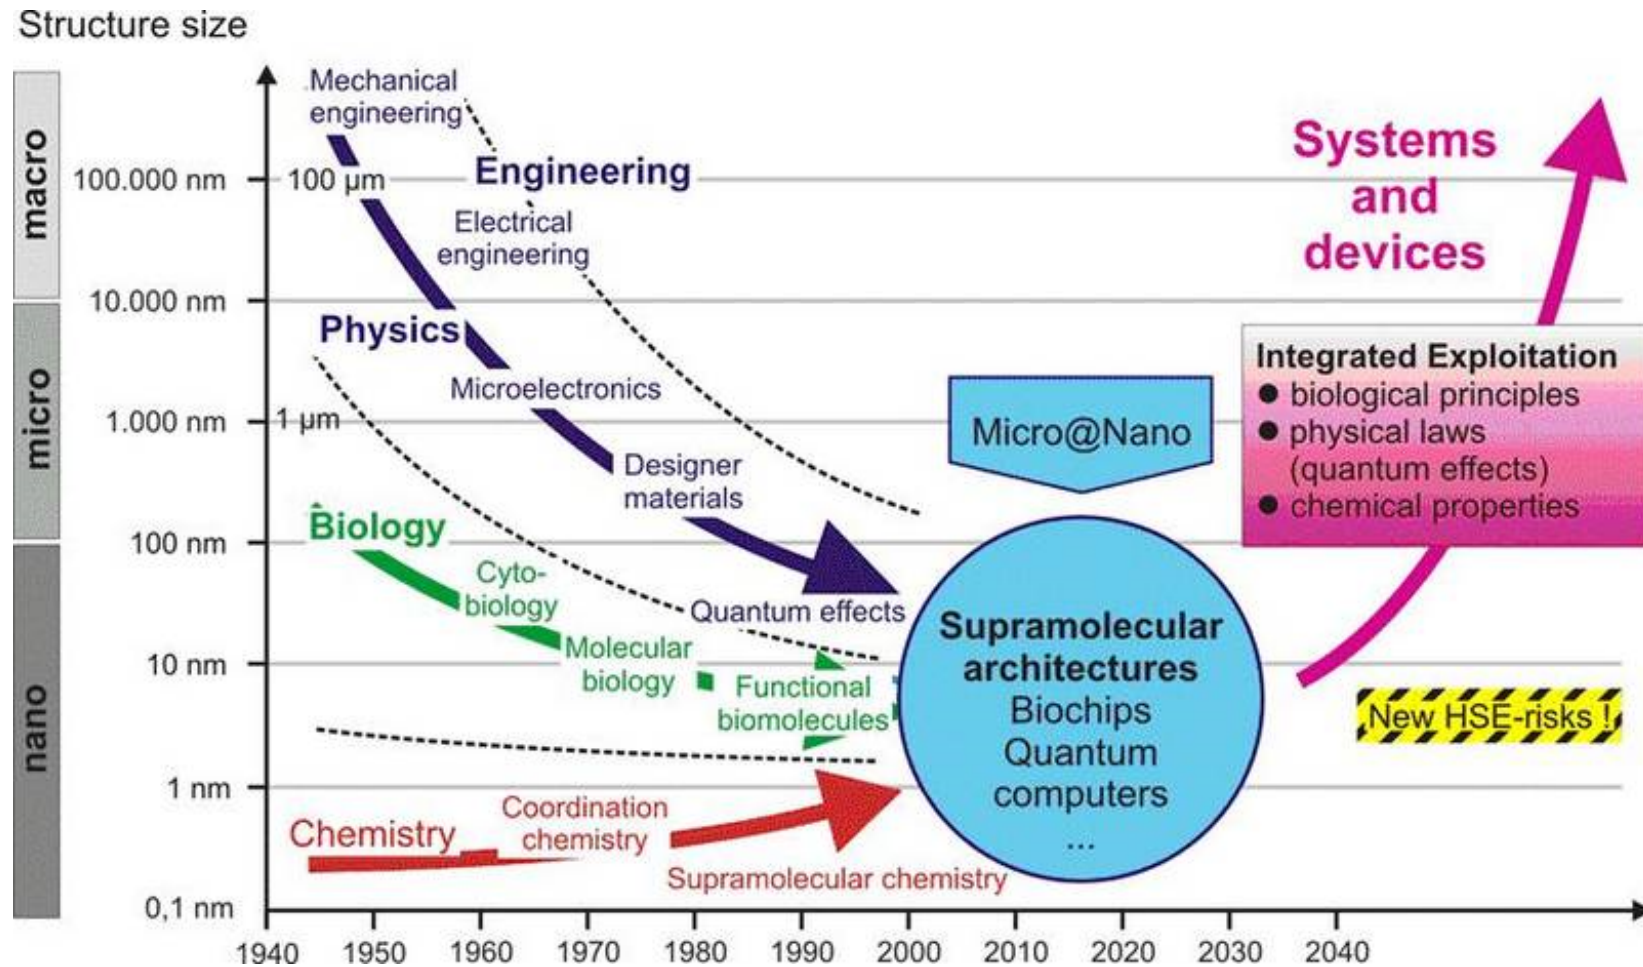 Structure size
macro
micro
nano
100.000 nm
10.000 nm
1.000 nm
100 nm
10 nm
1 nm
0,1 nm
100 µm
1 µm
Mechanical
engineering
Engineering
Electrical
engineering
Physics
Microelectronics
Designer
materials
Quantum effects
Biology
Cyto-
biology
Molecular
biology
Functional
biomolecules
Chemistry
Coordination
chemistry
Supramolecular chemistry
Micro@Nano
Supramolecular
architectures
Biochips
Quantum
computers
...
Systems
and
devices
Integrated Exploitation
● biological principles
● physical laws
(quantum effects)
● chemical properties
New HSE-risks !
1940 1950 1960 1970 1980 1990 2000 2010 2020 2030 2040